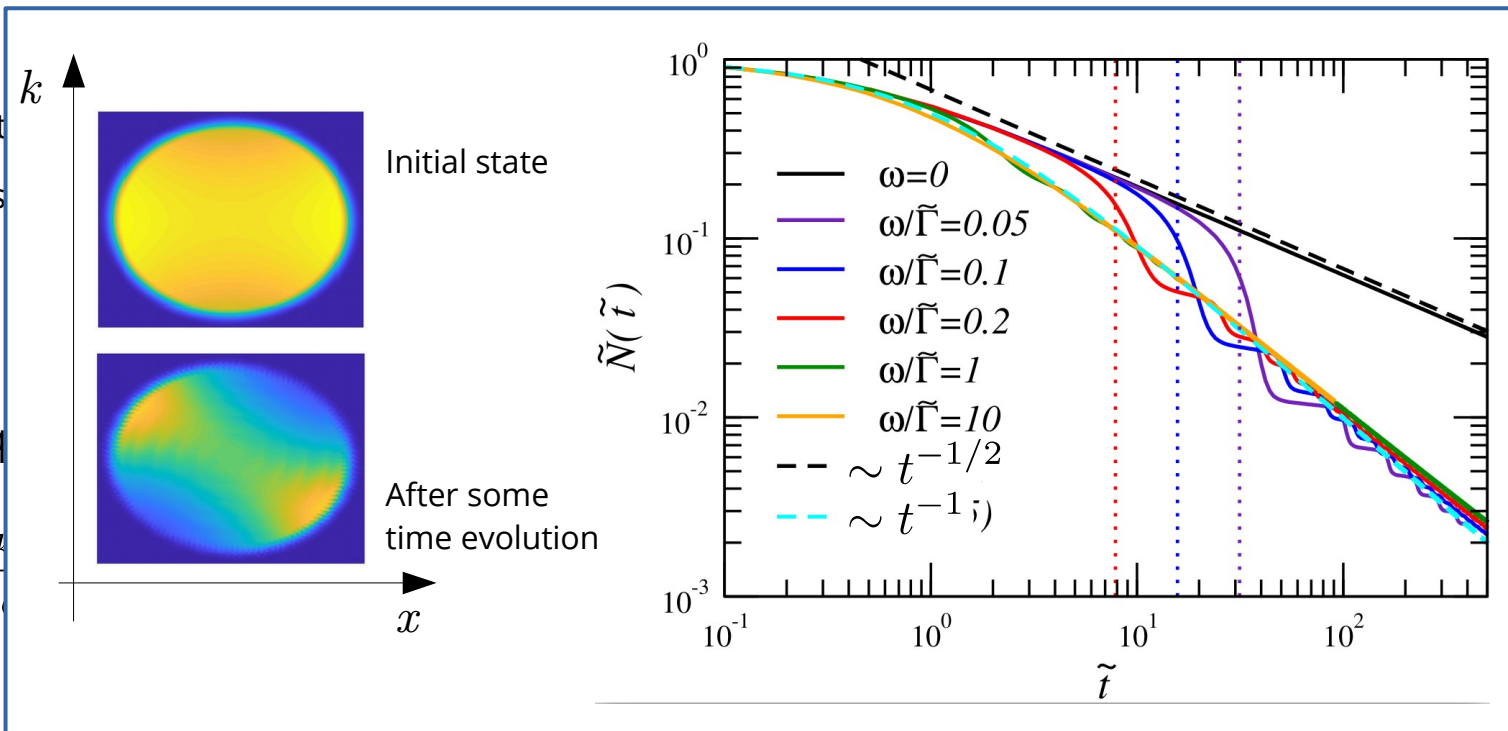 k
Initial state
After some
time evolution
x
10^0
10^-1
10^-2
10^-3
Ñ(t̃)
ω=0
ω/Γ̃=0.05
ω/Γ̃=0.1
ω/Γ̃=0.2
ω/Γ̃=1
ω/Γ̃=10
∼ t^{-1/2}
∼ t^{-1} ;)
10^-1
10^0
10^1
10^2
t̃